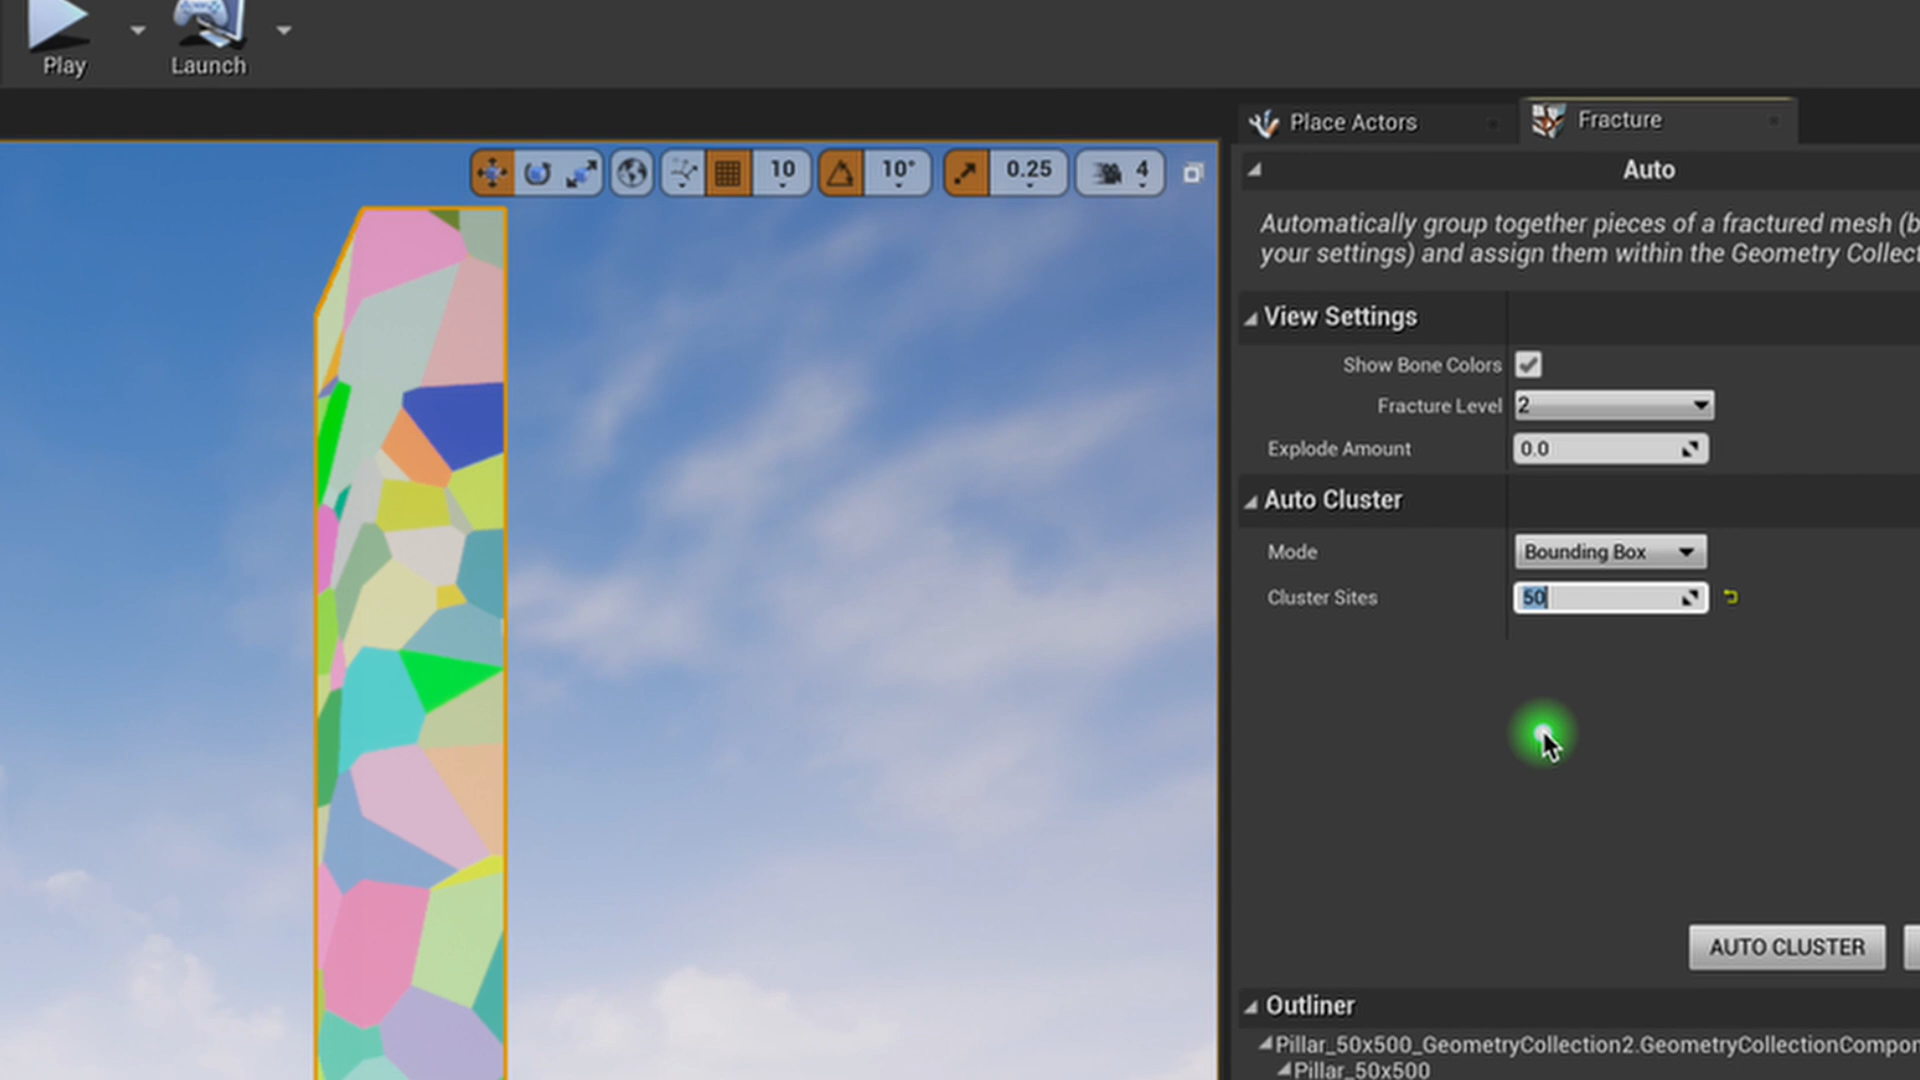 Play
Launch
Place Actors
Fracture
10
10°
0.25
4
Auto
Automatically group together pieces of a fractured mesh (b
your settings) and assign them within the Geometry Collect
View Settings
Show Bone Colors
Fracture Level 2
Explode Amount 0.0
Auto Cluster
Mode Bounding Box
Cluster Sites 50
AUTO CLUSTER
Outliner
Pillar_50x500_GeometryCollection2.GeometryCollectionCompon
Pillar_50x500